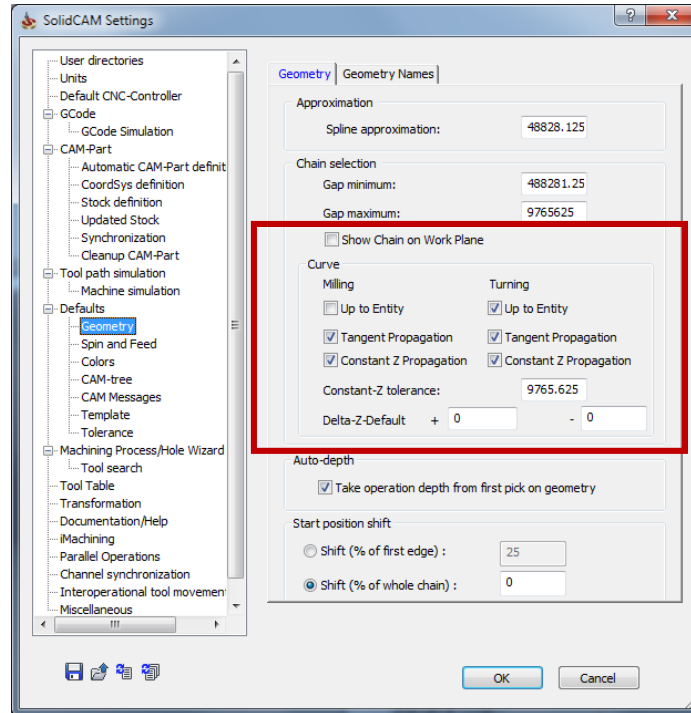 SolidCAM Settings
User directories
Units
Default CNC-Controller
GCode
GCode Simulation
CAM-Part
Automatic CAM-Part definit
CoordSys definition
Stock definition
Updated Stock
Synchronization
Cleanup CAM-Part
Tool path simulation
Machine simulation
Defaults
Geometry
Spin and Feed
Colors
CAM-tree
CAM Messages
Template
Tolerance
Machining Process/Hole Wizard
Tool search
Tool Table
Transformation
Documentation/Help
iMachining
Parallel Operations
Channel synchronization
Interoperational tool movemen
Miscellaneous
Geometry Geometry Names
Approximation
Spline approximation: 48828.125
Chain selection
Gap minimum: 488281.25
Gap maximum: 9765625
Show Chain on Work Plane
Curve
Milling Turning
Up to Entity Up to Entity
Tangent Propagation Tangent Propagation
Constant Z Propagation Constant Z Propagation
Constant-Z tolerance: 9765.625
Delta-Z-Default + 0 - 0
Auto-depth
Take operation depth from first pick on geometry
Start position shift
Shift (% of first edge) : 25
Shift (% of whole chain) : 0
OK Cancel